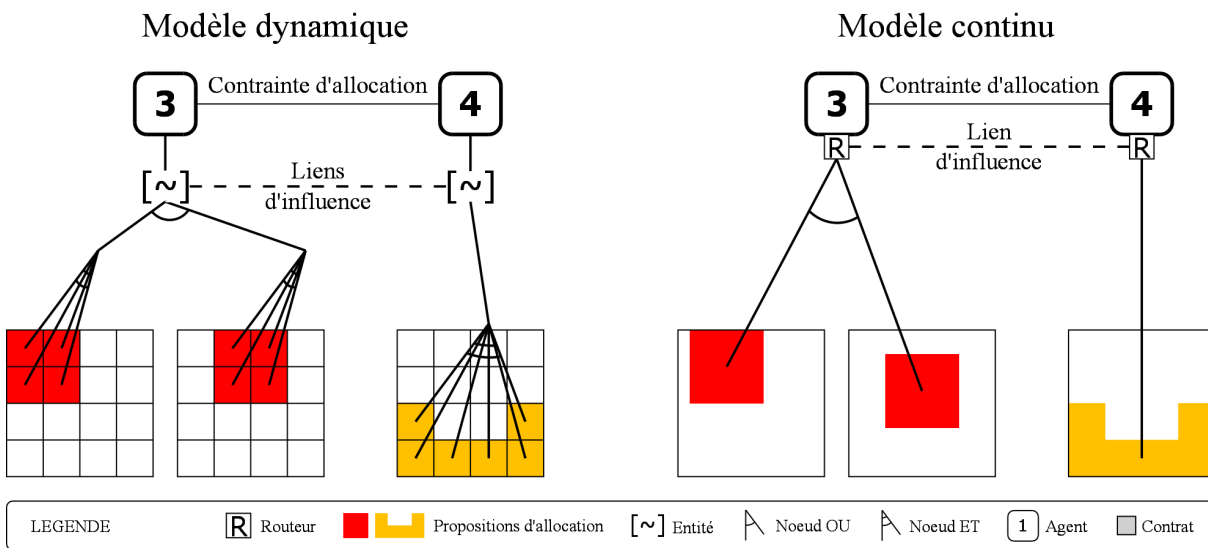 Modèle dynamique
Modèle continu
3
Contrainte d'allocation
4
3
Contrainte d'allocation
4
[~]
Liens
d'influence
[~]
R
Lien
d'influence
R
LEGENDE
R Routeur
Propositions d'allocation
[~] Entité
Noeud OU
Noeud ET
1 Agent
Contrat